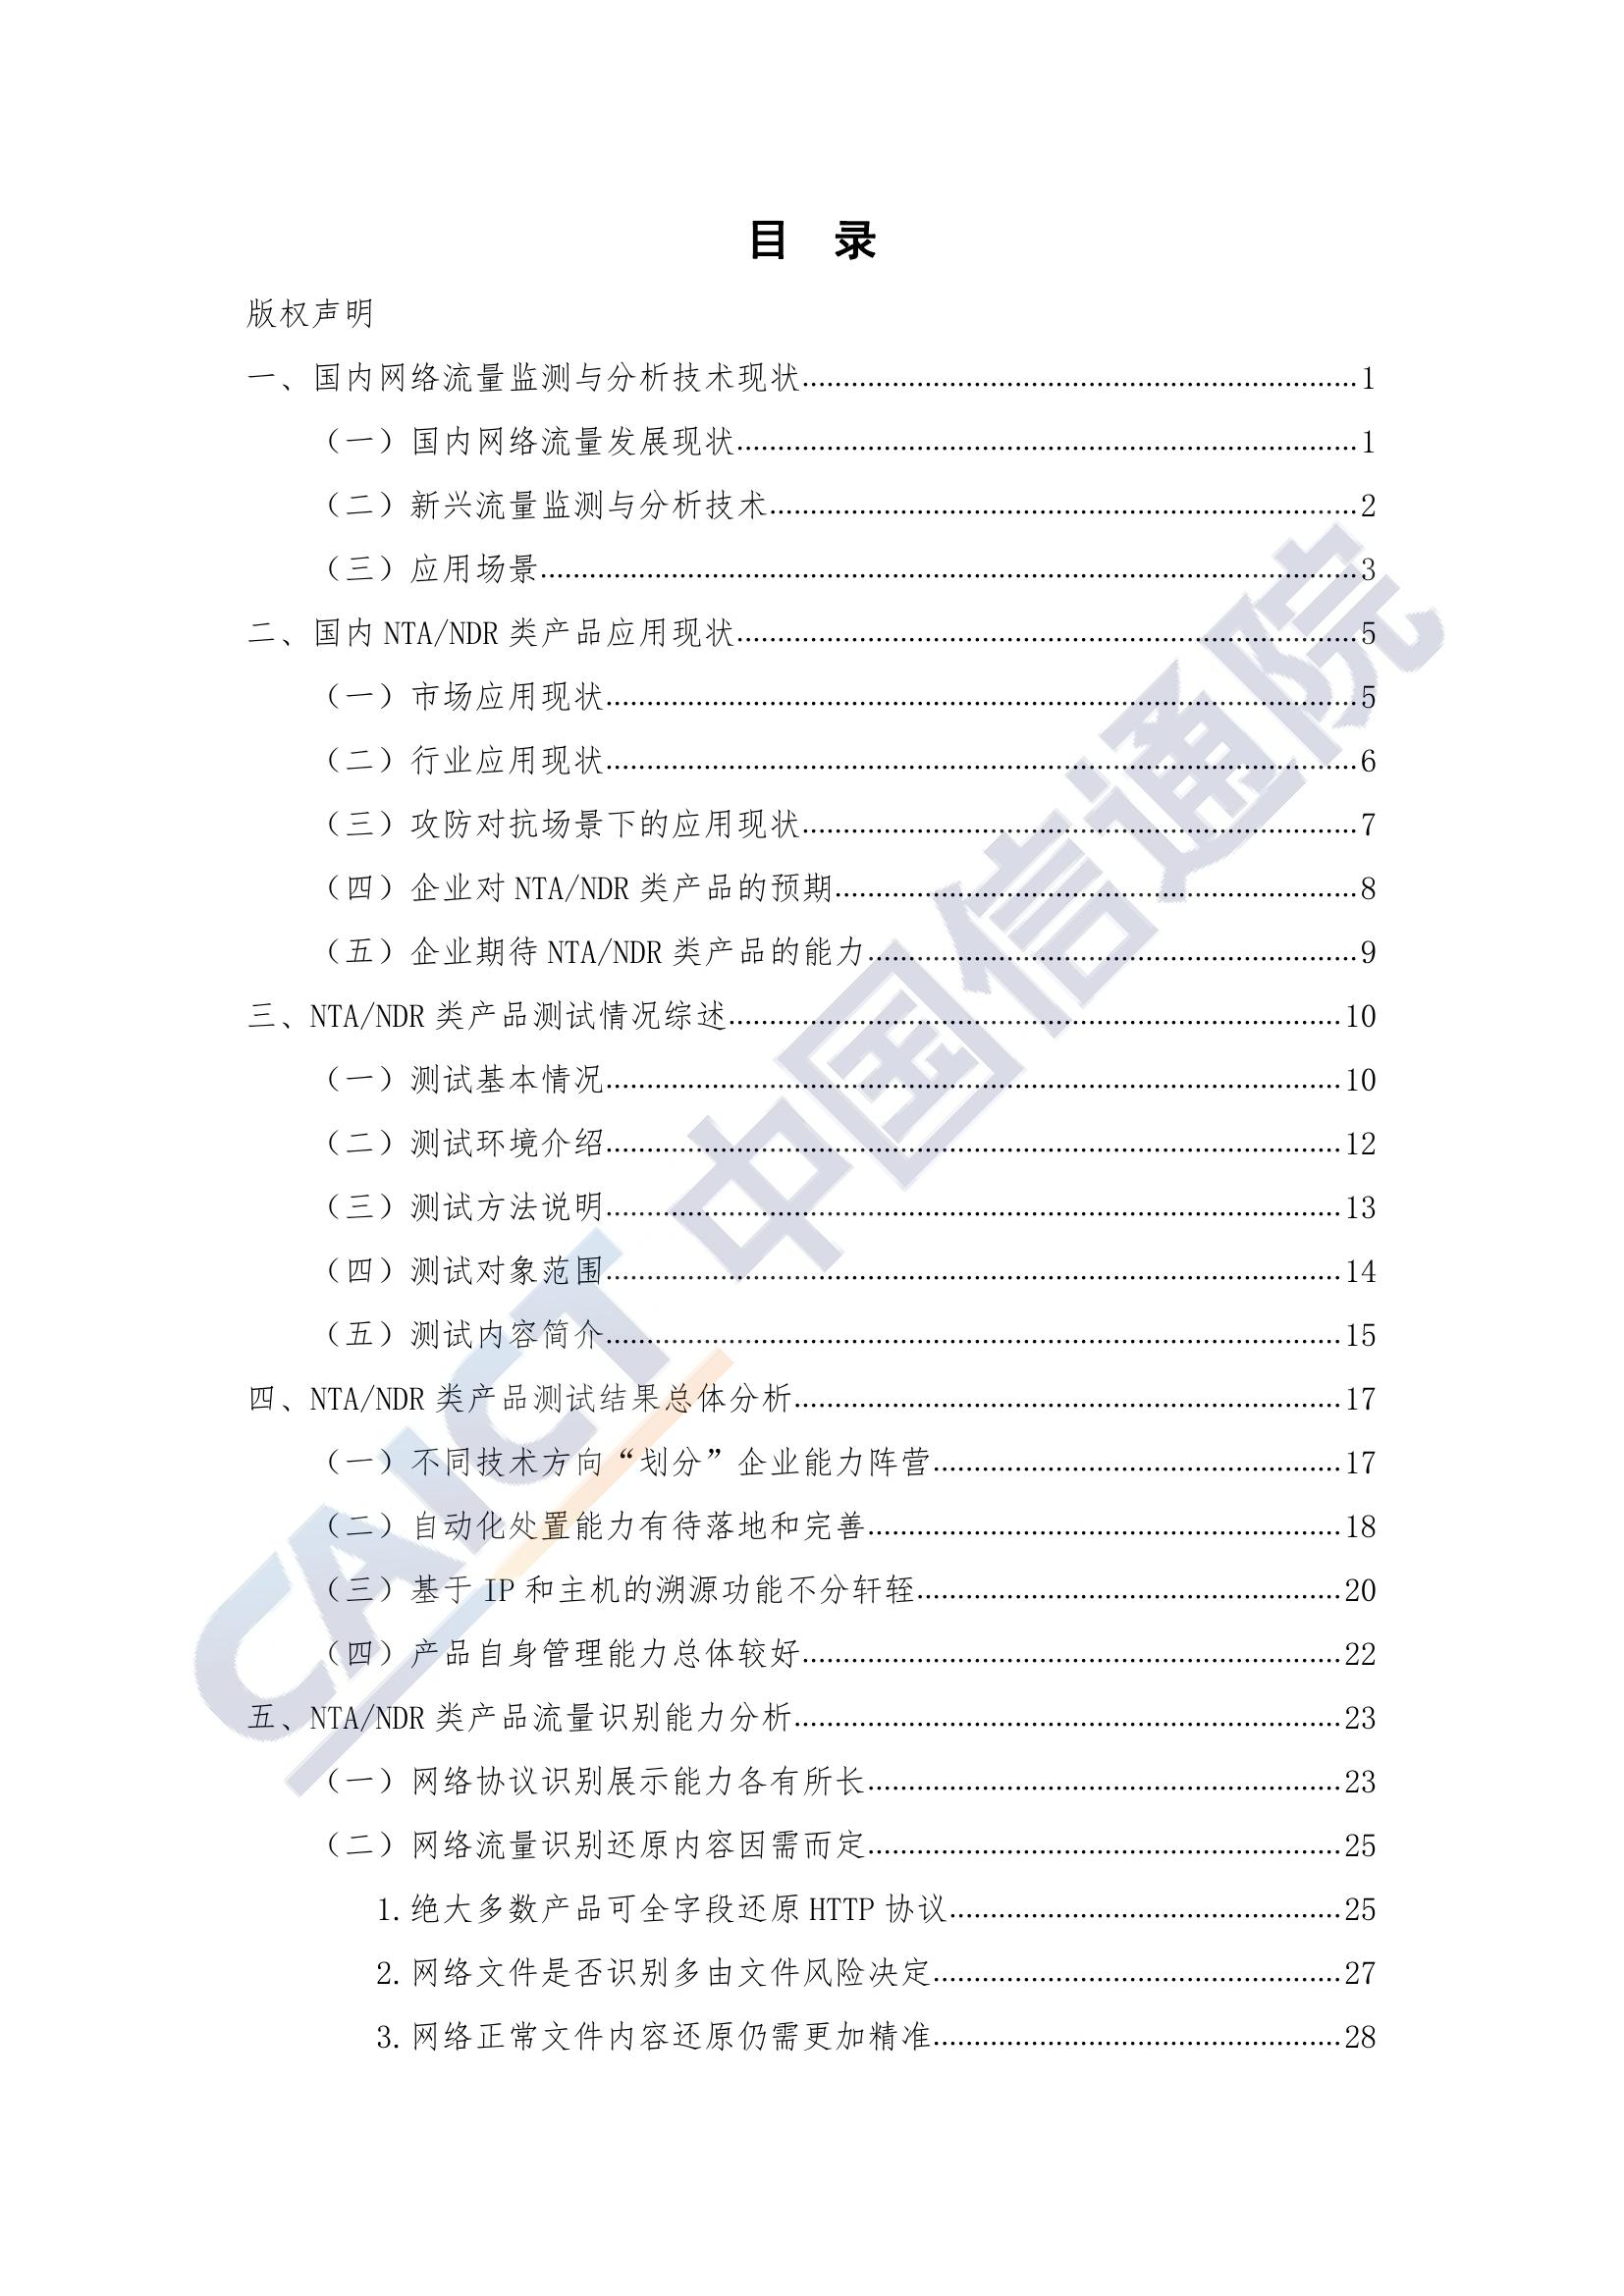 目 录
版权声明
一、国内网络流量监测与分析技术现状....................1
（一）国内网络流量发展现状....................1
（二）新兴流量监测与分析技术....................2
（三）应用场景....................3
二、国内 NTA/NDR 类产品应用现状....................5
（一）市场应用现状....................5
（二）行业应用现状....................6
（三）攻防对抗场景下的应用现状....................7
（四）企业对 NTA/NDR 类产品的预期....................8
（五）企业期待 NTA/NDR 类产品的能力....................9
三、NTA/NDR 类产品测试情况综述....................10
（一）测试基本情况....................10
（二）测试环境介绍....................12
（三）测试方法说明....................13
（四）测试对象范围....................14
（五）测试内容简介....................15
四、NTA/NDR 类产品测试结果总体分析....................17
（一）不同技术方向“划分”企业能力阵营....................17
（二）自动化处置能力有待落地和完善....................18
（三）基于 IP 和主机的溯源功能不分轩轾....................20
（四）产品自身管理能力总体较好....................22
五、NTA/NDR 类产品流量识别能力分析....................23
（一）网络协议识别展示能力各有所长....................23
（二）网络流量识别还原内容因需而定....................25
1.绝大多数产品可全字段还原 HTTP 协议....................25
2.网络文件是否识别多由文件风险决定....................27
3.网络正常文件内容还原仍需更加精准....................28
CAICT 中国信通院